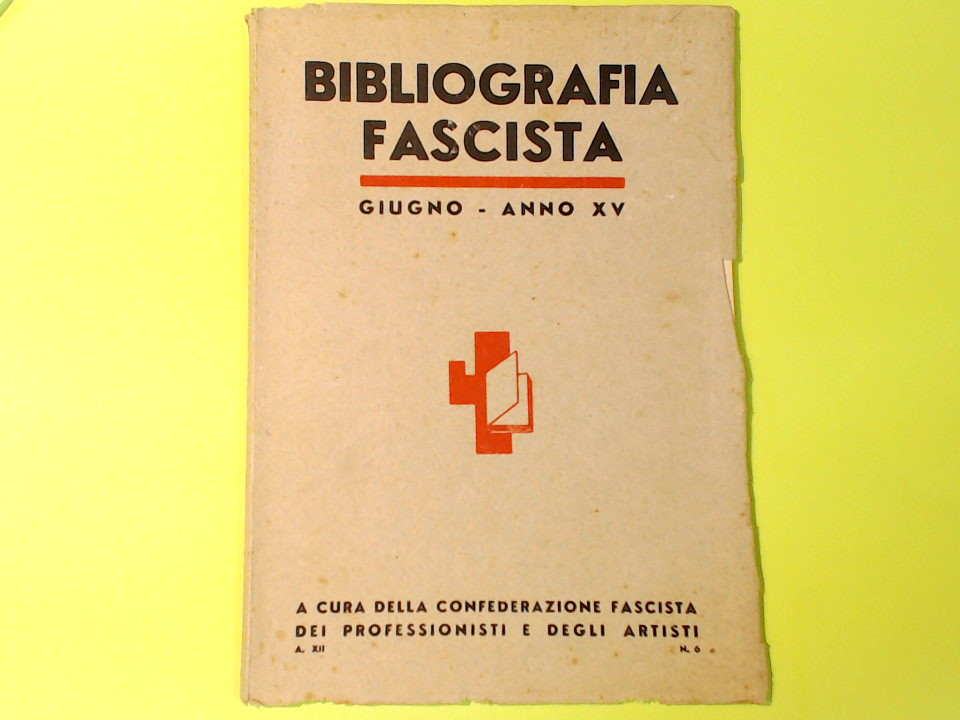 BIBLIOGRAFIA
FASCISTA
GIUGNO - ANNO XV
A CURA DELLA CONFEDERAZIONE FASCISTA
DEI PROFESSIONISTI E DEGLI ARTISTI
A. XII N. 6